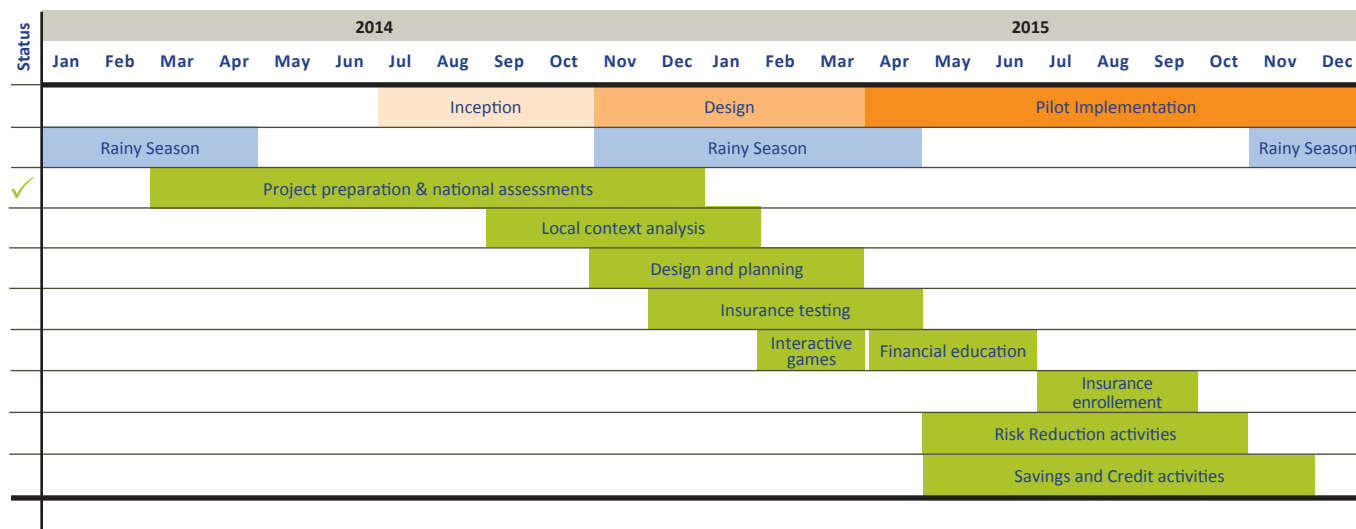 Status
2014 2015
Jan Feb Mar Apr May Jun Jul Aug Sep Oct Nov Dec Jan Feb Mar Apr May Jun Jul Aug Sep Oct Nov Dec
Inception Design Pilot Implementation
Rainy Season Rainy Season Rainy Season
✓ Project preparation & national assessments
Local context analysis
Design and planning
Insurance testing
Interactive
games
Financial education
Insurance
enrollement
Risk Reduction activities
Savings and Credit activities